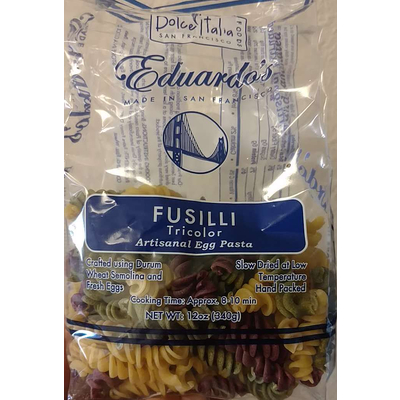 Dolce Italia
FOODS
SAN FRANCISCO
Eduardo's
MADE IN SAN FRANCISCO
FUSILLI
Tricolor
Artisanal Egg Pasta
Crafted using Durum
Wheat Semolina and
Fresh Eggs
Slow Dried at Low
Temperature
Hand Packed
Cooking Time: Approx. 8-10 min
NET WT: 12oz (340g)